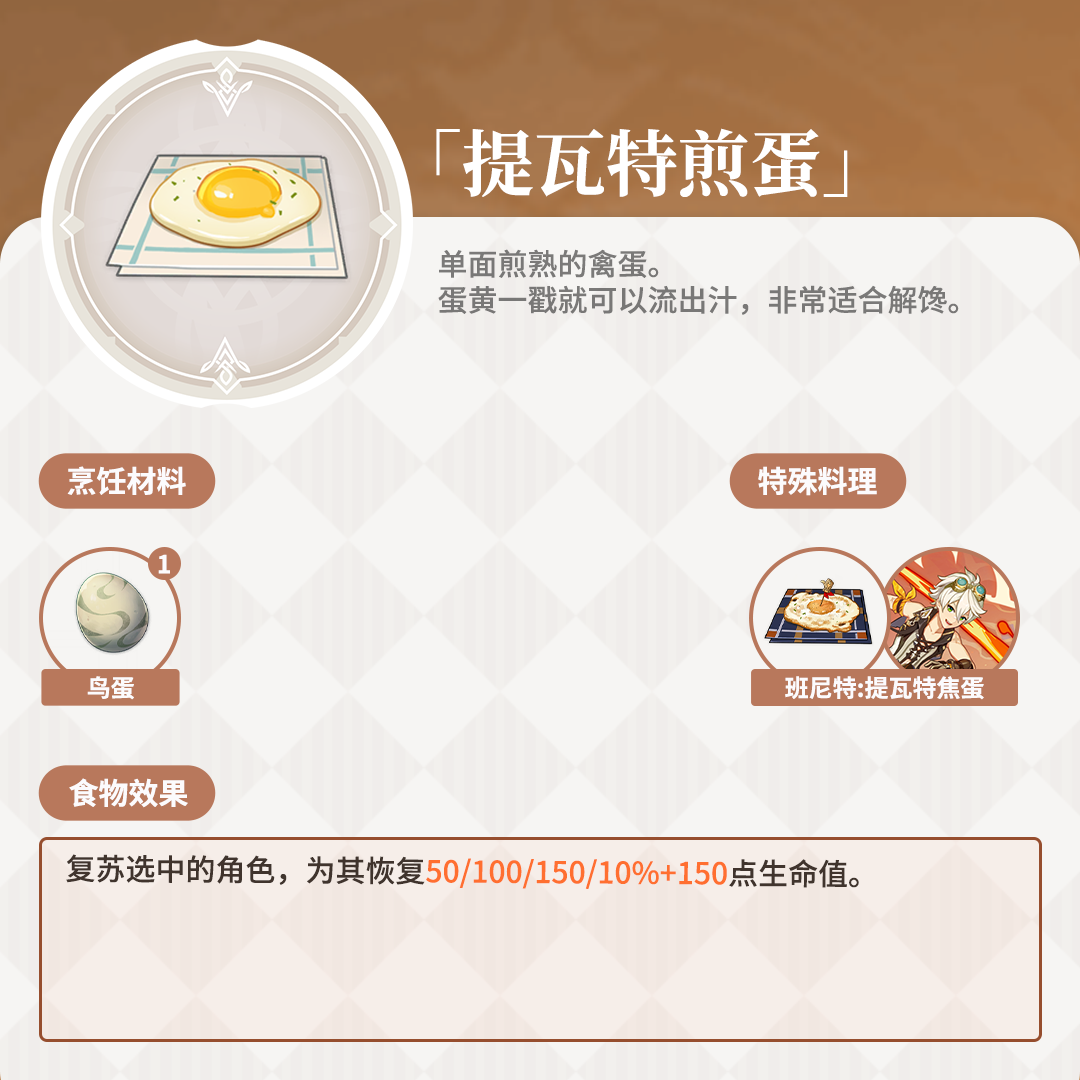 「提瓦特煎蛋」
单面煎熟的禽蛋。
蛋黄一戳就可以流出汁，非常适合解馋。
烹饪材料
特殊料理
1
鸟蛋
班尼特:提瓦特焦蛋
食物效果
复苏选中的角色，为其恢复50/100/150/10%+150点生命值。